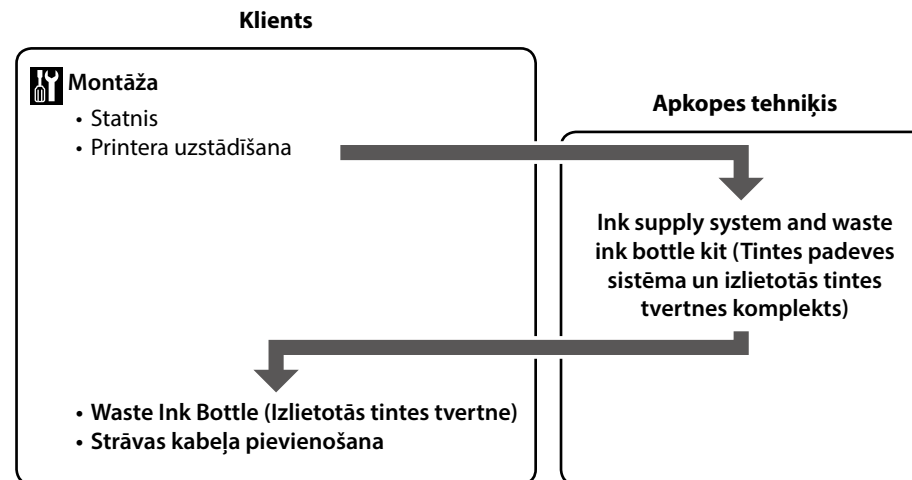 Klients
Montāža
• Statnis
• Printera uzstādīšana
Apkopes tehniķis
Ink supply system and waste
ink bottle kit (Tintes padeves
sistēma un izlietotās tintes
tvertnes komplekts)
• Waste Ink Bottle (Izlietotās tintes tvertne)
• Strāvas kabeļa pievienošana